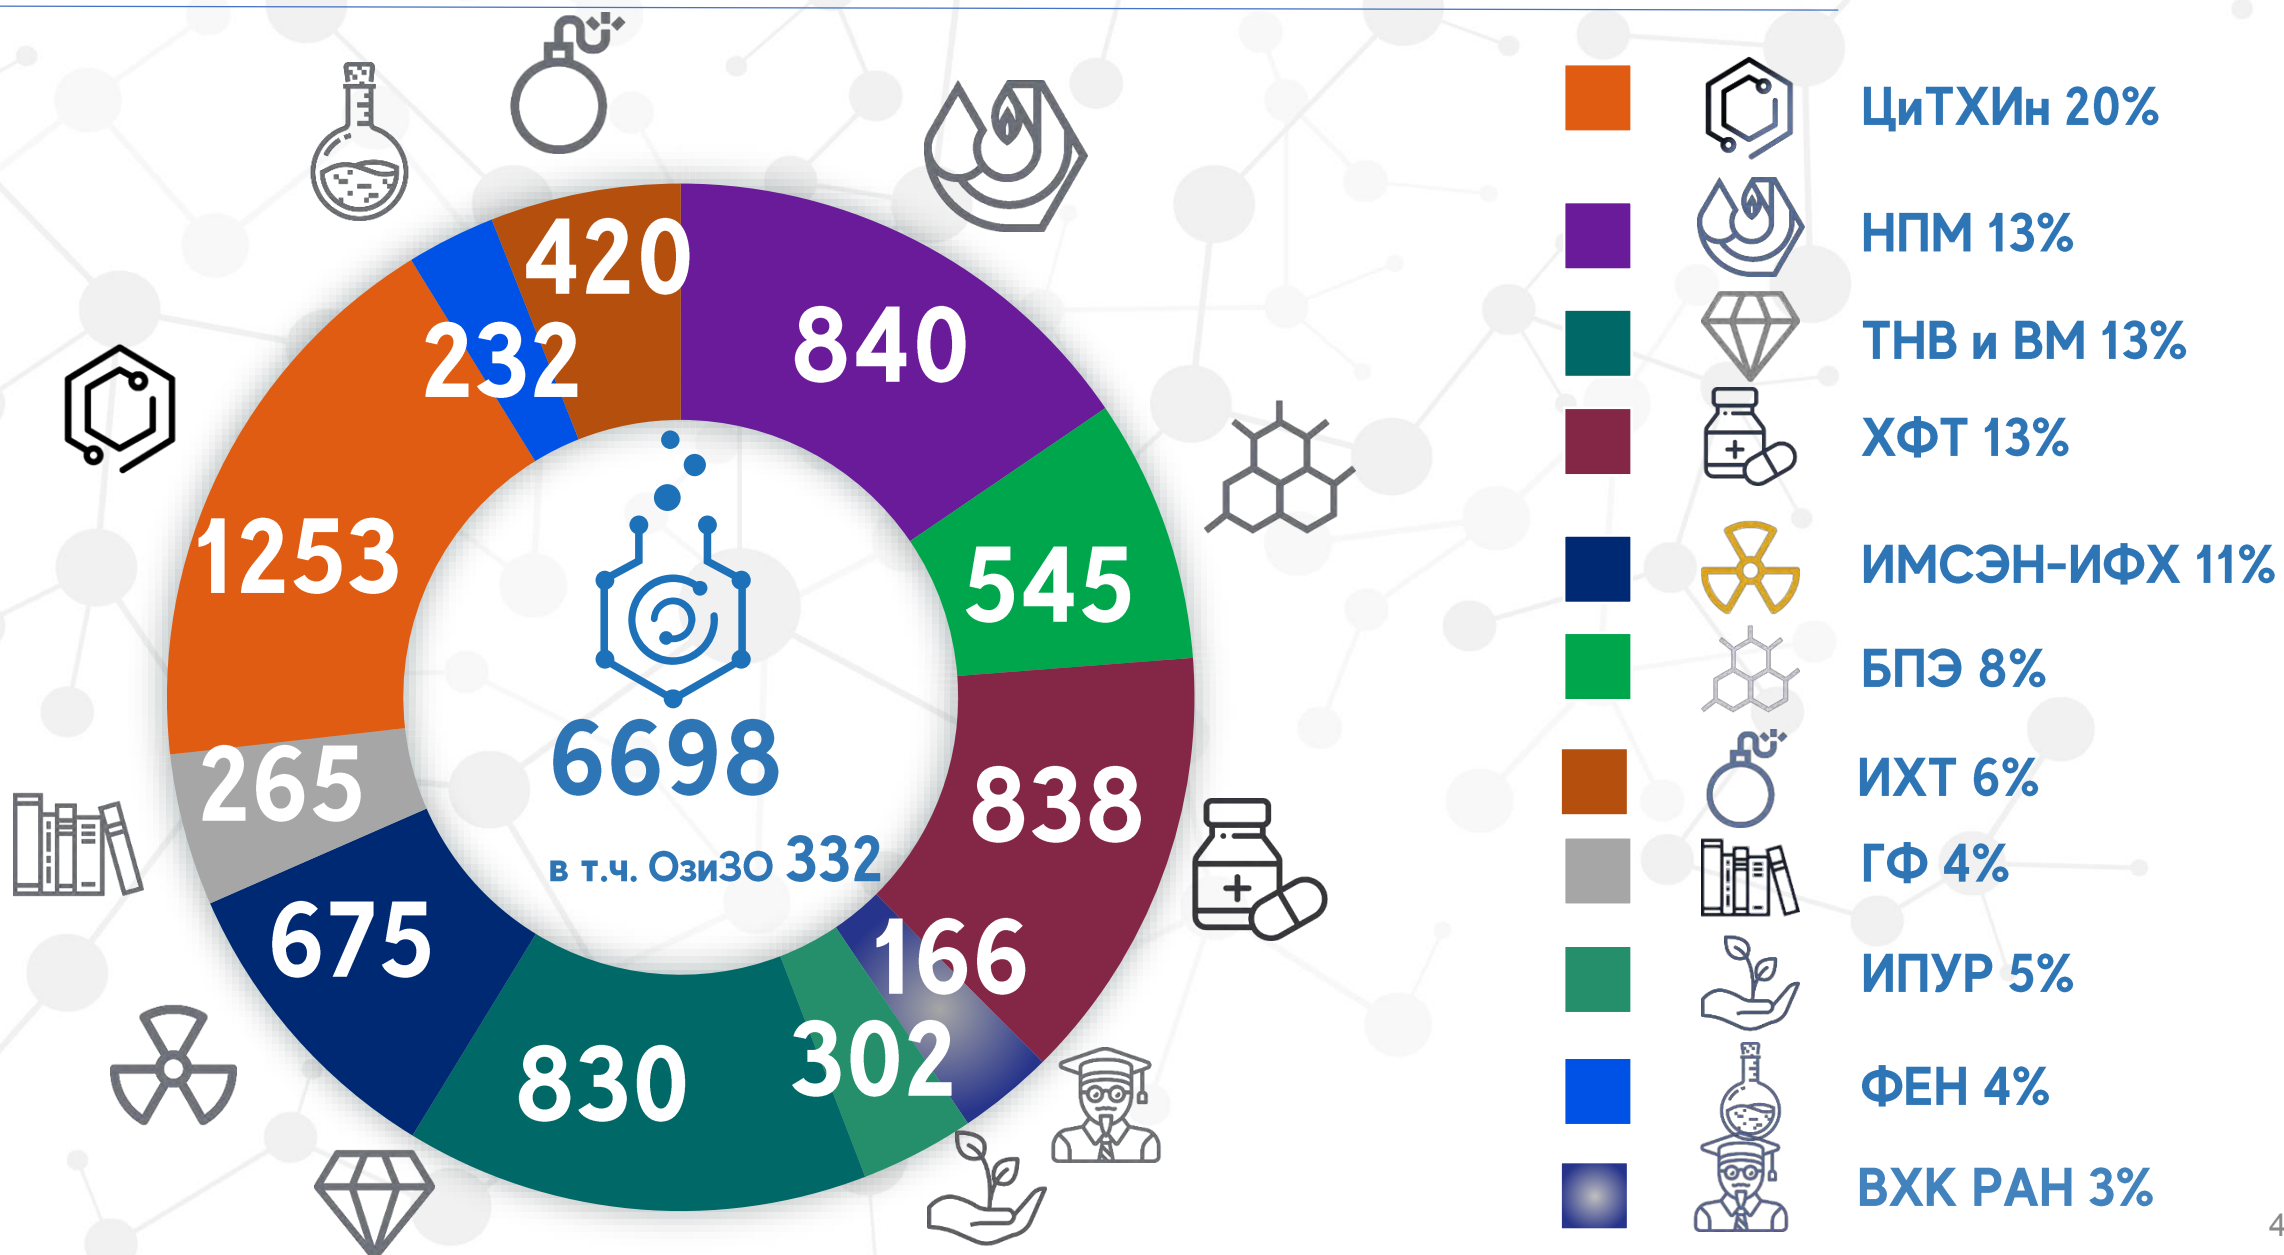 420
840
232
545
1253
838
265
6698
в т.ч. ОзиЗО 332
675
166
302
830
ЦиТХИн 20%
НПМ 13%
ТНВ и ВМ 13%
ХФТ 13%
ИМСЭН-ИФХ 11%
БПЭ 8%
ИХТ 6%
ГФ 4%
ИПУР 5%
ФЕН 4%
ВХК РАН 3%
4